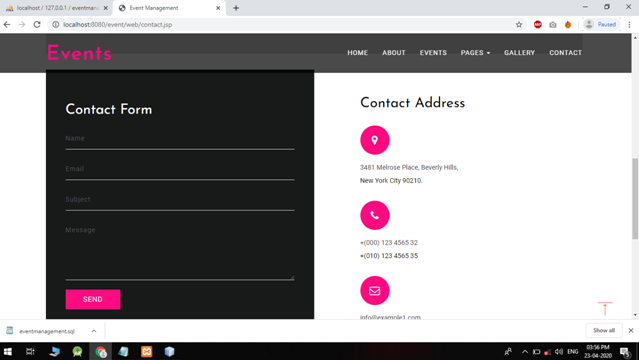 localhost / 127.0.0.1 / eventmana
Event Management
localhost:8080/event/web/contact.jsp
ABP
Paused
Events
HOME
ABOUT
EVENTS
PAGES
GALLERY
CONTACT
Contact Form
Name
Email
Subject
Message
SEND
Contact Address
3481 Melrose Place, Beverly Hills,
New York City 90210.
+(000) 123 4565 32
+(010) 123 4565 35
info@example1.com
eventmanagement.sql
Show all
ENG
03:56 PM
23-04-2020